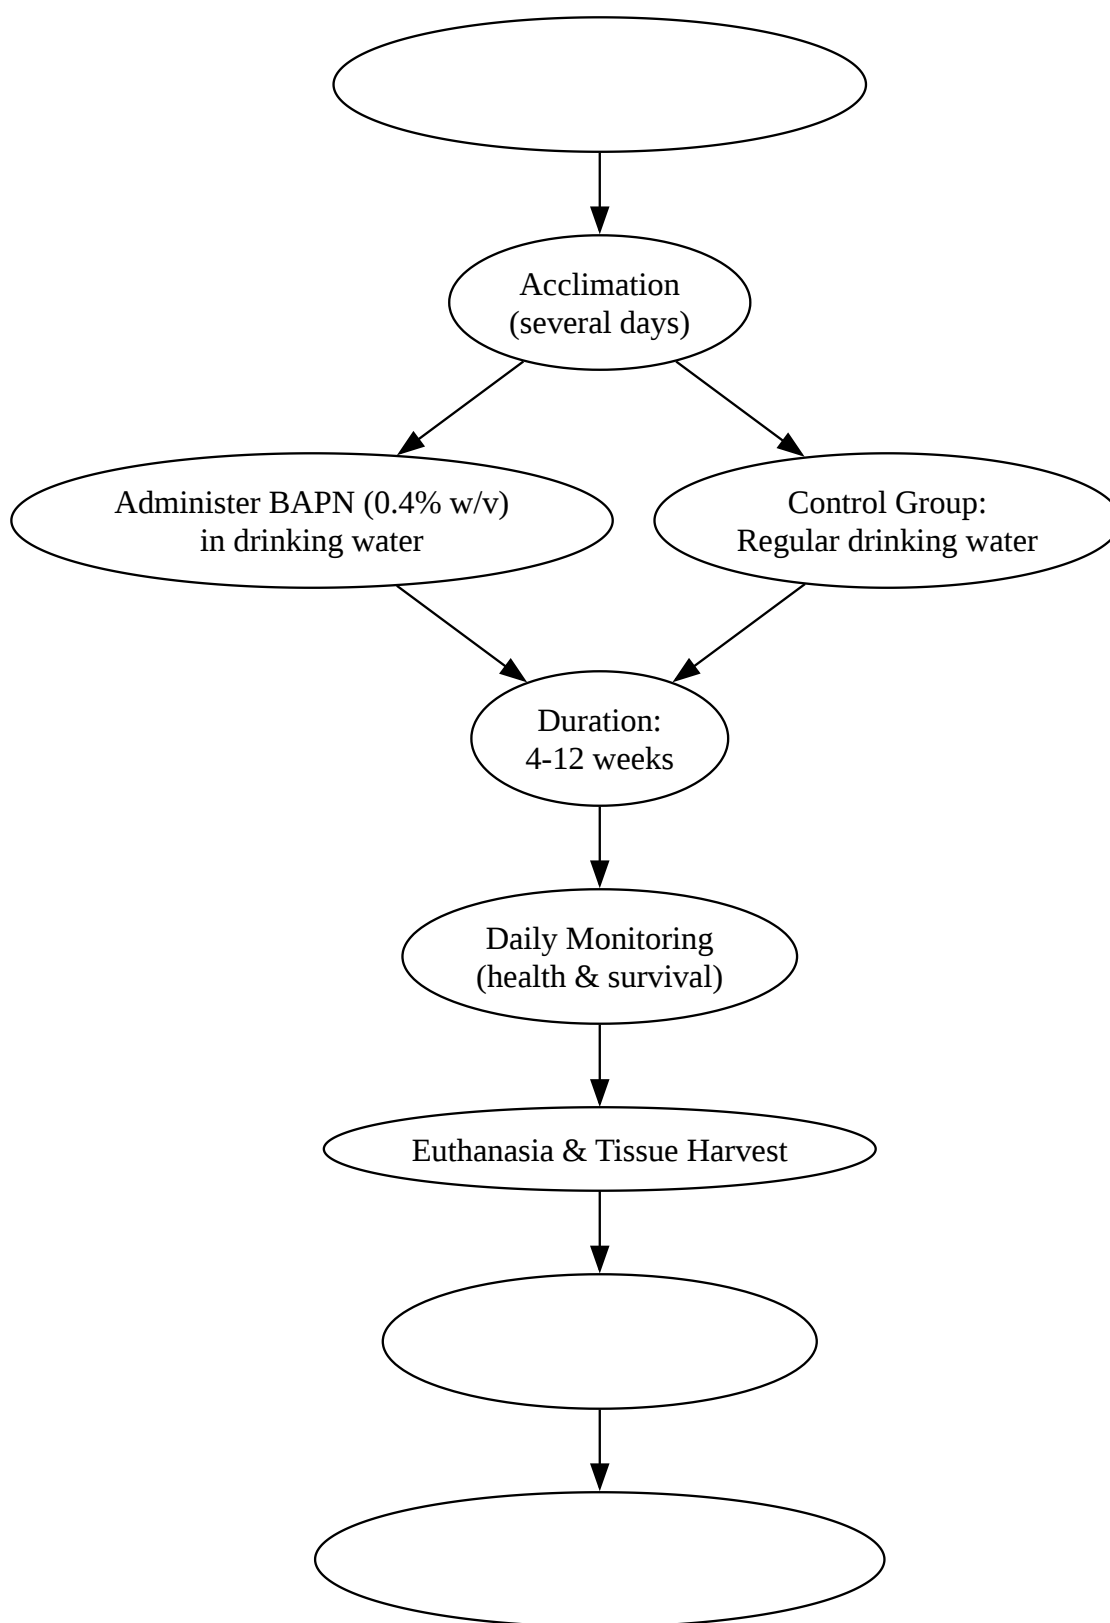 Acclimation
(several days)
Administer BAPN (0.4% w/v)
in drinking water
Control Group:
Regular drinking water
Duration:
4-12 weeks
Daily Monitoring
(health & survival)
Euthanasia & Tissue Harvest